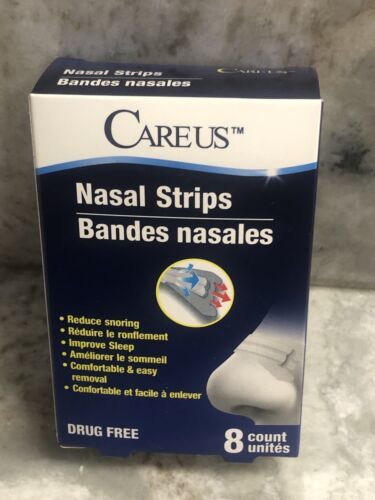 Nasal Strips
Bandes nasales
CAREUS
CAREUS™
Nasal Strips
Bandes nasales
• Reduce snoring
• Réduire le ronflement
• Improve Sleep
• Améliorer le sommeil
• Comfortable & easy
removal
• Confortable et facile à enlever
DRUG FREE
8 count
unités